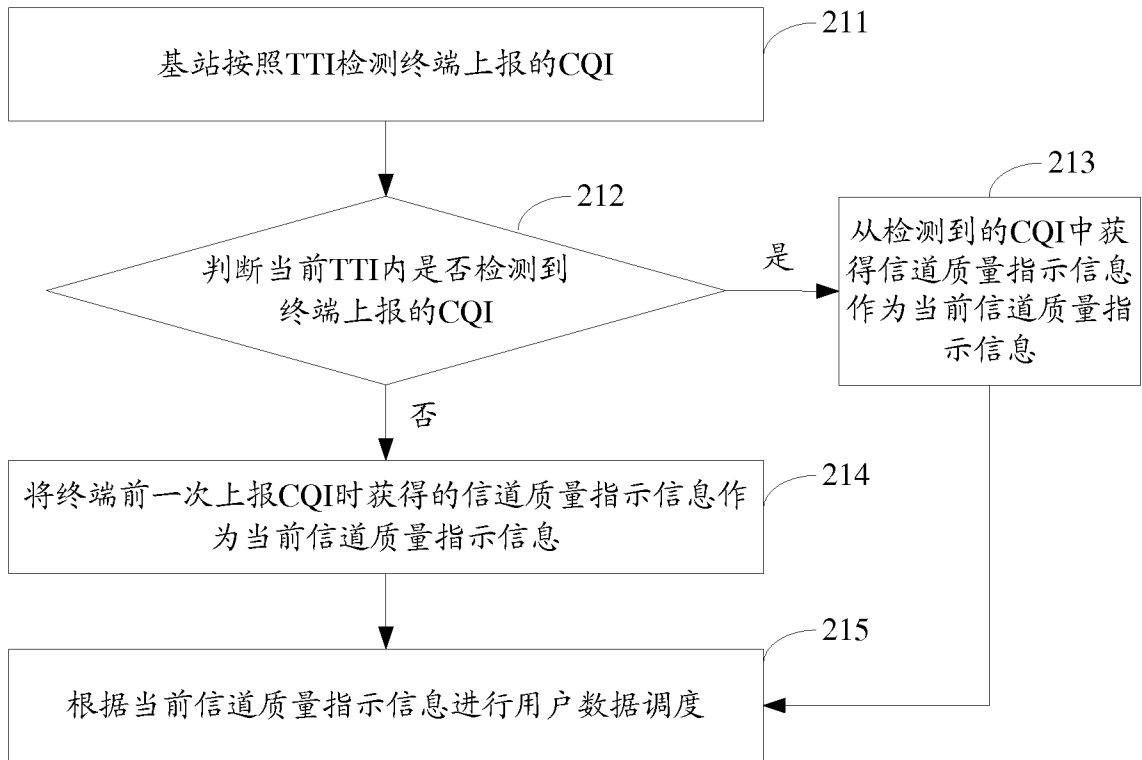 211
基站按照TTI检测终端上报的CQI
212
213
判断当前TTI内是否检测到
终端上报的CQI
是
从检测到的CQI中获
得信道质量指示信息
作为当前信道质量指
示信息
否
214
将终端前一次上报CQI时获得的信道质量指示信息作
为当前信道质量指示信息
215
根据当前信道质量指示信息进行用户数据调度